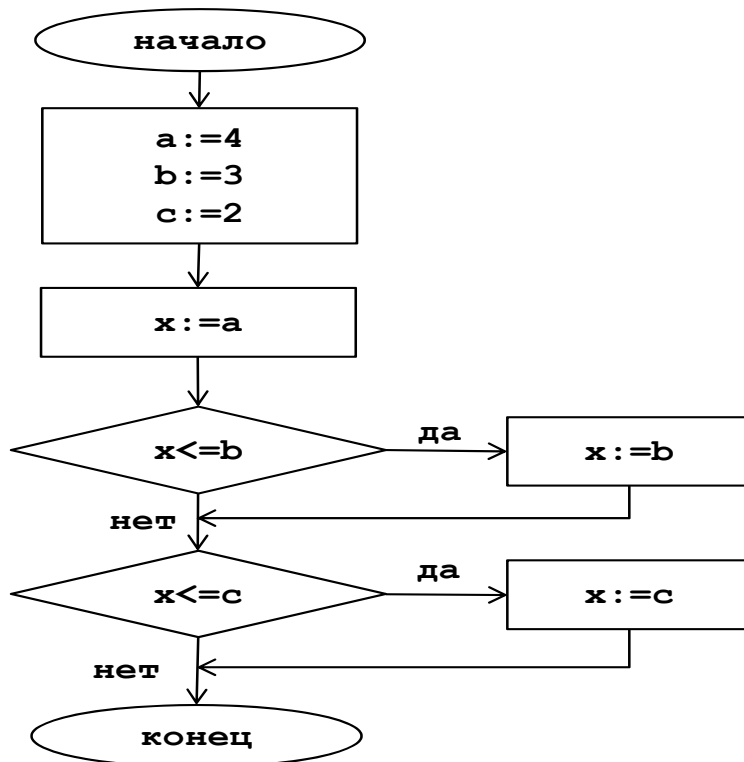 начало
a:=4
b:=3
c:=2
x:=a
x<=b
да
x:=b
нет
x<=c
да
x:=c
нет
конец